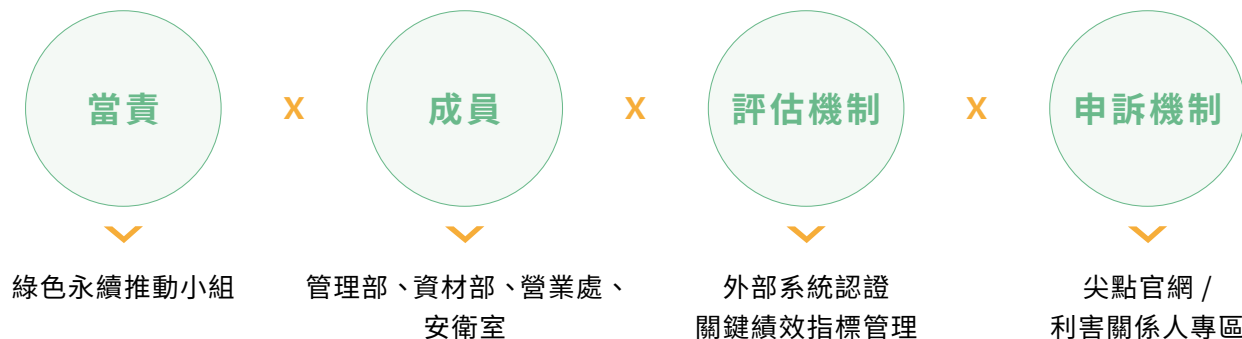 當責
X
成員
X
評估機制
X
申訴機制
綠色永續推動小組
管理部、資材部、營業處、
安衛室
外部系統認證
關鍵績效指標管理
尖點官網 /
利害關係人專區